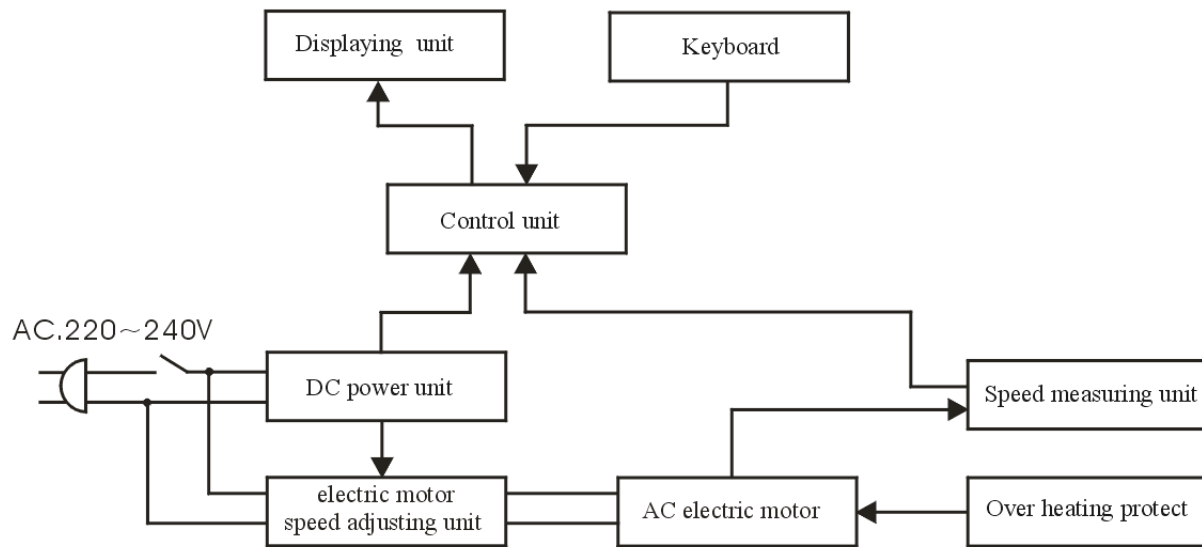 Displaying unit
Keyboard
Control unit
AC.220~240V
DC power unit
Speed measuring unit
electric motor
speed adjusting unit
AC electric motor
Over heating protect